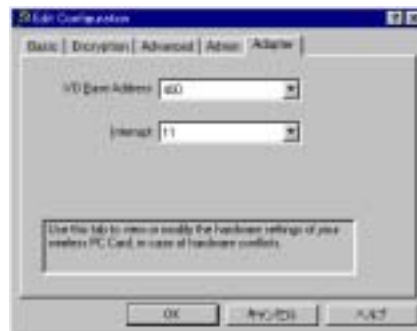 Edit Configuration
Basic Encryption Advanced Admin Adapter
I/O Base Address 400
Interrupt 11
Use this tab to view or modify the hardware settings of your
wireless PC Card, in case of hardware conflicts.
OK キャンセル ヘルプ